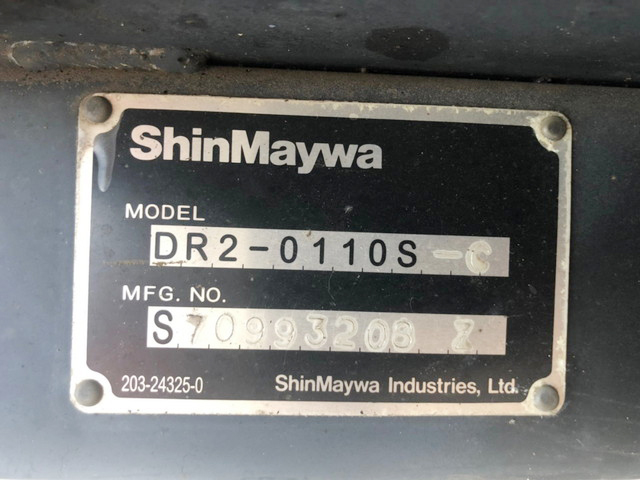 ShinMaywa
MODEL
DR2-0110S-C
MFG. NO.
S70993208 Z
203-24325-0
ShinMaywa Industries, Ltd.